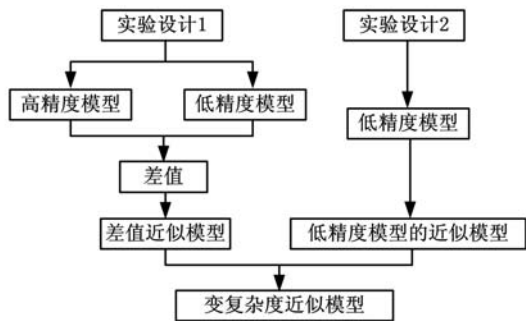 实验设计1
实验设计2
高精度模型
低精度模型
低精度模型
差值
差值近似模型
低精度模型的近似模型
变复杂度近似模型